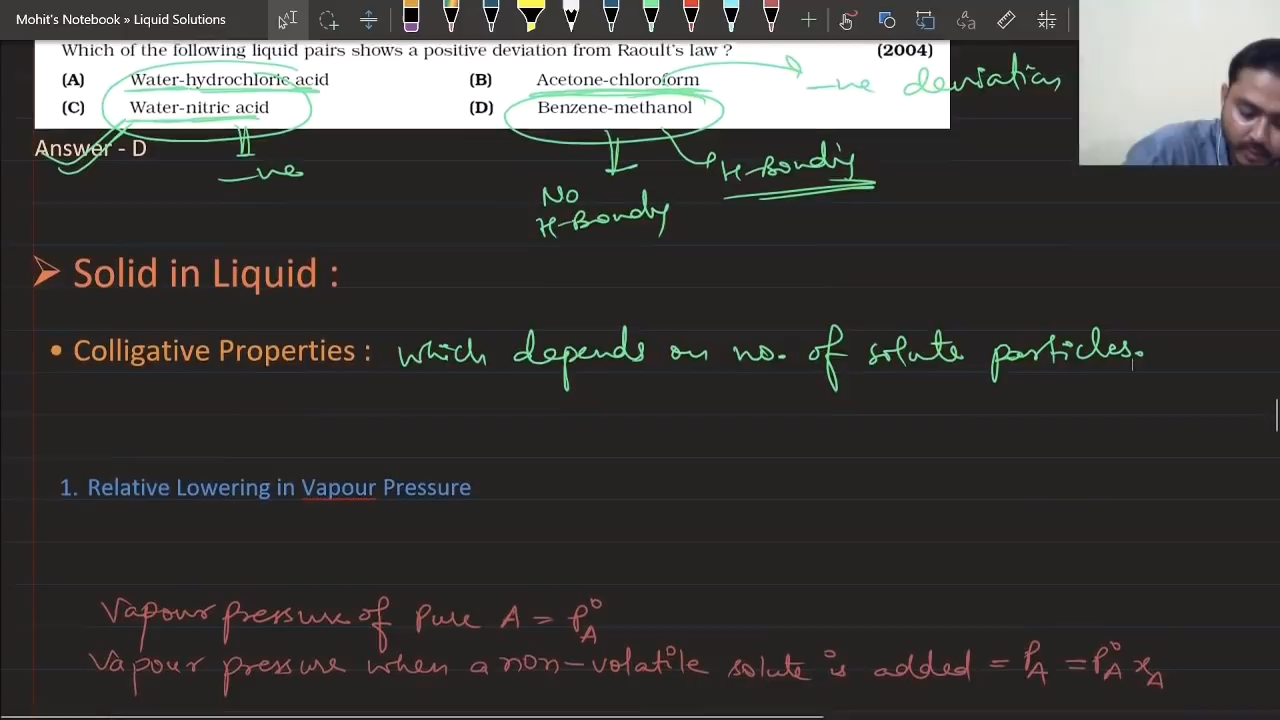 Mohit's Notebook » Liquid Solutions
Which of the following liquid pairs shows a positive deviation from Raoult's law ? (2004)
(A) Water-hydrochloric acid (B) Acetone-chloroform
-ve deviation
(C) Water-nitric acid (D) Benzene-methanol
Answer - D
-ve
H-Bonding
No
H-Bonding
Solid in Liquid :
• Colligative Properties : which depends on no. of solute particles.
1. Relative Lowering in Vapour Pressure
Vapour pressure of pure A = P°A
Vapour pressure when a non-volatile solute is added = PA = P°A xA